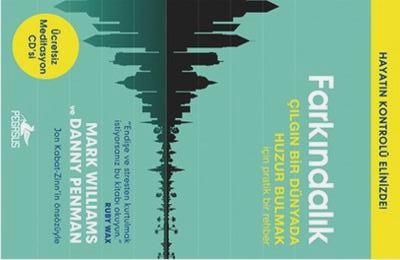 HAYATIN KONTROLÜ ELİNİZDE!
Farkındalık
ÇILGIN BİR DÜNYADA
HUZUR BULMAK
için pratik bir rehber
"Endişe ve stresten kurtulmak
istiyorsanız bu kitabı okuyun."
RUBY WAX
MARK WILLIAMS
ve
DANNY PENMAN
Jon Kabat-Zinn'in önsözüyle
Ücretsiz
Meditasyon
CD'si
PEGASUS